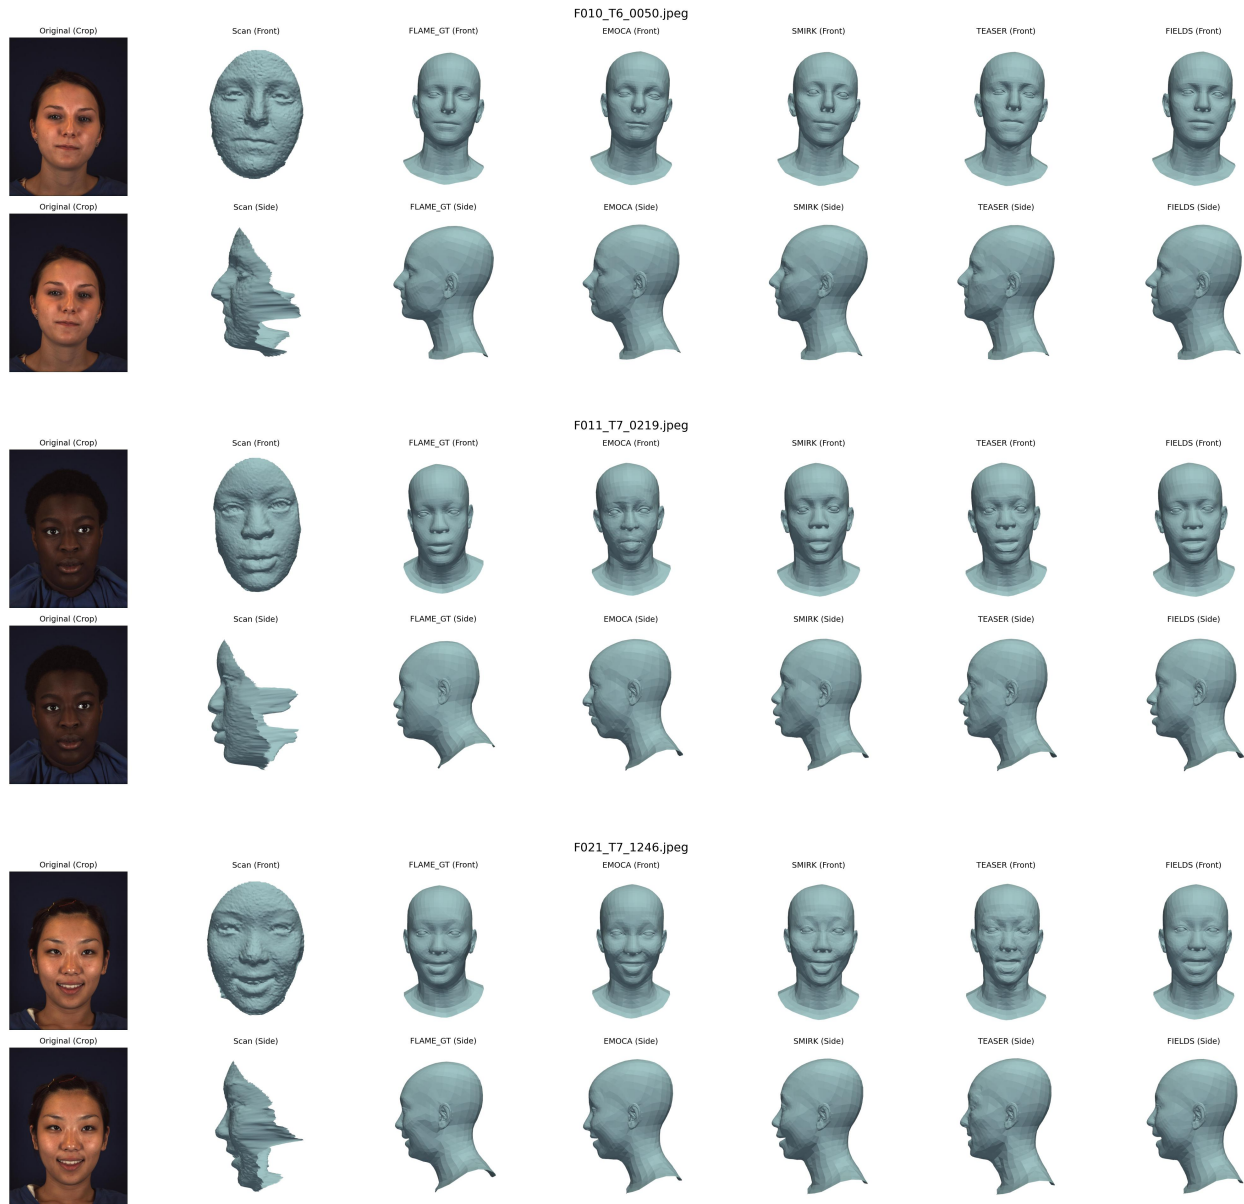 F010_T6_0050.jpeg
Original (Crop) Scan (Front) FLAME_GT (Front) EMOCA (Front) SMIRK (Front) TEASER (Front) FIELDS (Front)
Original (Crop) Scan (Side) FLAME_GT (Side) EMOCA (Side) SMIRK (Side) TEASER (Side) FIELDS (Side)
F011_T7_0219.jpeg
Original (Crop) Scan (Front) FLAME_GT (Front) EMOCA (Front) SMIRK (Front) TEASER (Front) FIELDS (Front)
Original (Crop) Scan (Side) FLAME_GT (Side) EMOCA (Side) SMIRK (Side) TEASER (Side) FIELDS (Side)
F021_T7_1246.jpeg
Original (Crop) Scan (Front) FLAME_GT (Front) EMOCA (Front) SMIRK (Front) TEASER (Front) FIELDS (Front)
Original (Crop) Scan (Side) FLAME_GT (Side) EMOCA (Side) SMIRK (Side) TEASER (Side) FIELDS (Side)